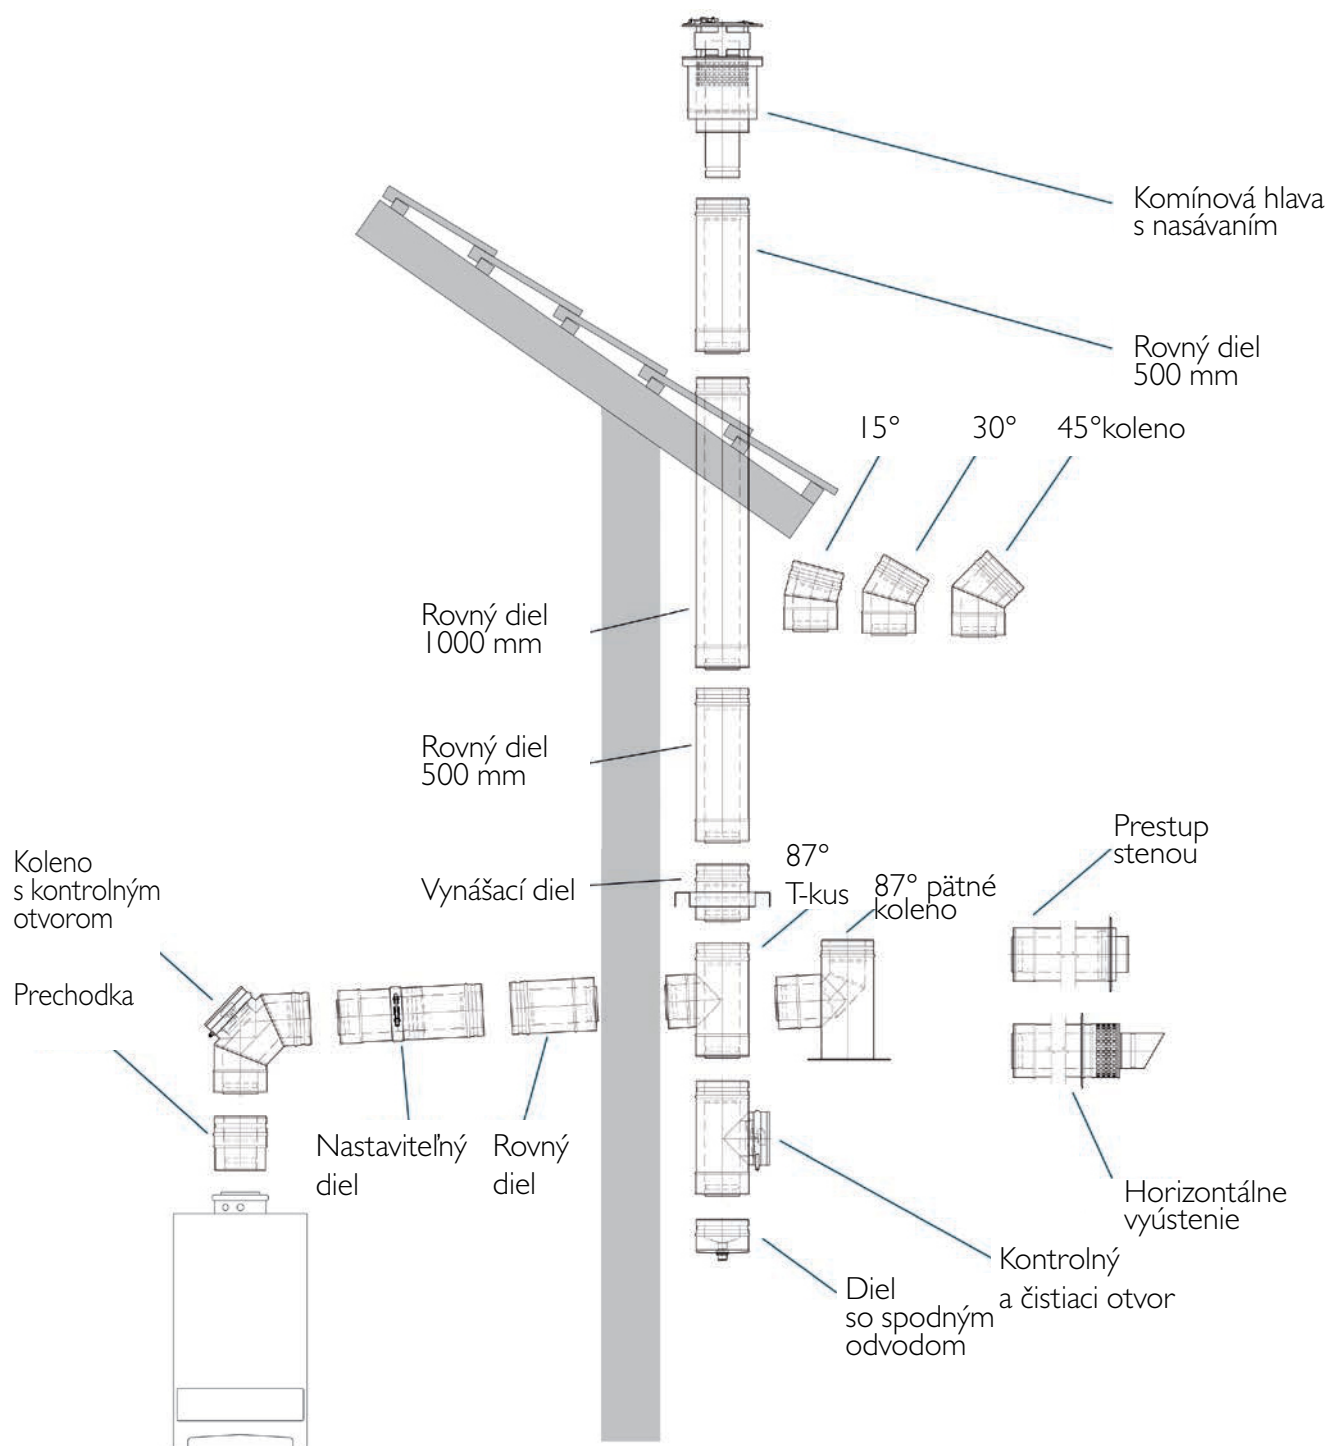 Komínová hlava
s nasávaním
Rovný diel
500 mm
15°
30°
45°koleno
Rovný diel
1000 mm
Rovný diel
500 mm
Prestup
stenou
87°
T-kus
87° pätné
koleno
Vynášací diel
Koleno
s kontrolným
otvorom
Prechodka
Nastaviteľný
diel
Rovný
diel
Horizontálne
vyústenie
Kontrolný
a čistiaci otvor
Diel
so spodným
odvodom